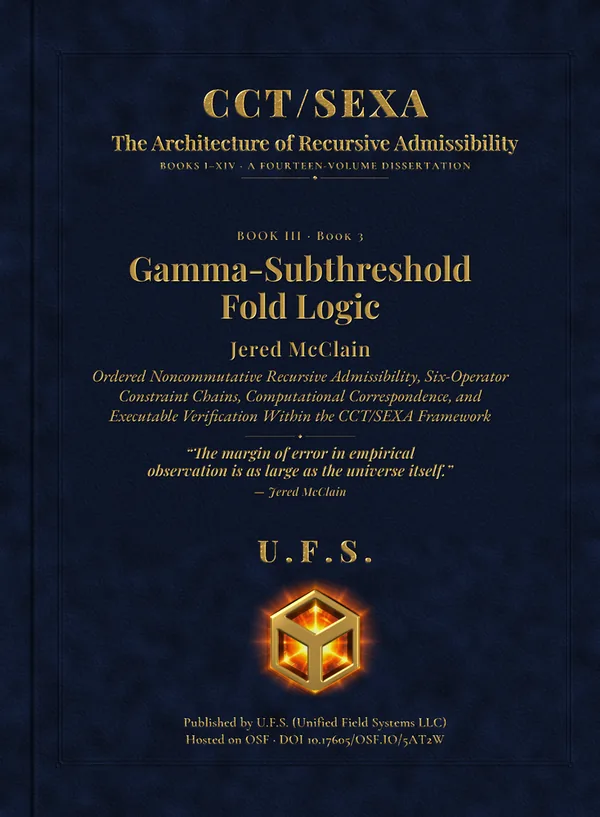 CCT/SEXA
The Architecture of Recursive Admissibility
BOOKS I–XIV · A FOURTEEN-VOLUME DISSERTATION
BOOK III · Book 3
Gamma-Subthreshold
Fold Logic
Jered McClain
Ordered Noncommutative Recursive Admissibility, Six-Operator
Constraint Chains, Computational Correspondence, and
Executable Verification Within the CCT/SEXA Framework
“The margin of error in empirical
observation is as large as the universe itself.”
— Jered McClain
U.F.S.
Published by U.F.S. (Unified Field Systems LLC)
Hosted on OSF · DOI 10.17605/OSF.IO/5AT2W